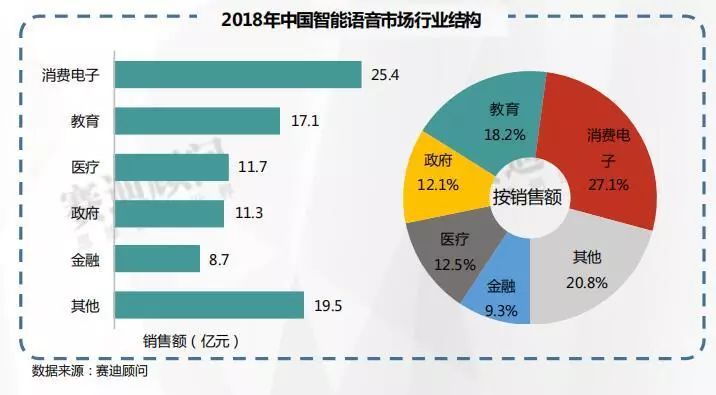 2018年中国智能语音市场行业结构
消费电子
25.4
教育
17.1
医疗
11.7
政府
11.3
金融
8.7
其他
19.5
销售额（亿元）
教育
18.2%
消费电
子
27.1%
政府
12.1%
按销售额
医疗
12.5%
其他
20.8%
金融
9.3%
数据来源：赛迪顾问
赛迪顾问